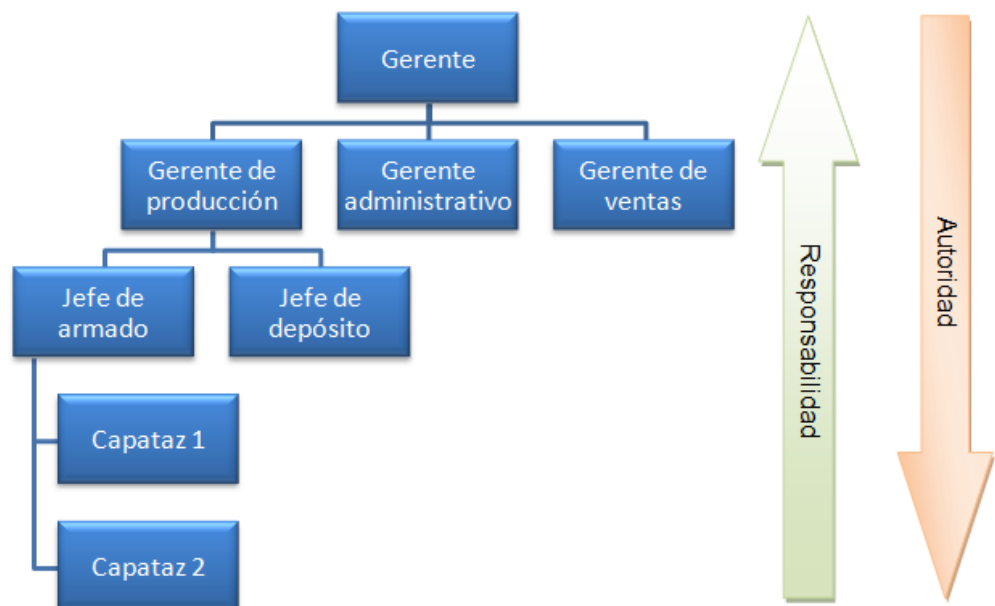 Gerente
Gerente de
producción
Gerente
administrativo
Gerente de
ventas
Jefe de
armado
Jefe de
depósito
Capataz 1
Capataz 2
Responsabilidad
Autoridad